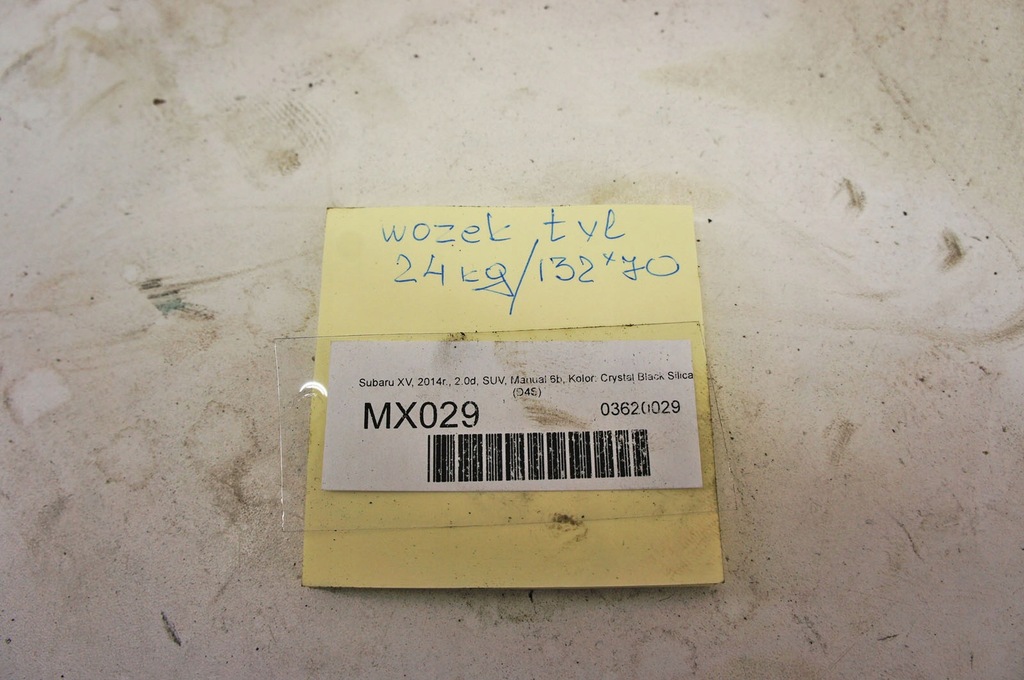 wozek tyl
24kg/132x70
Subaru XV, 2014r., 2.0d, SUV, Manual 6b, Kolor: Crystal Black Silica
(D4S)
MX029
03620029